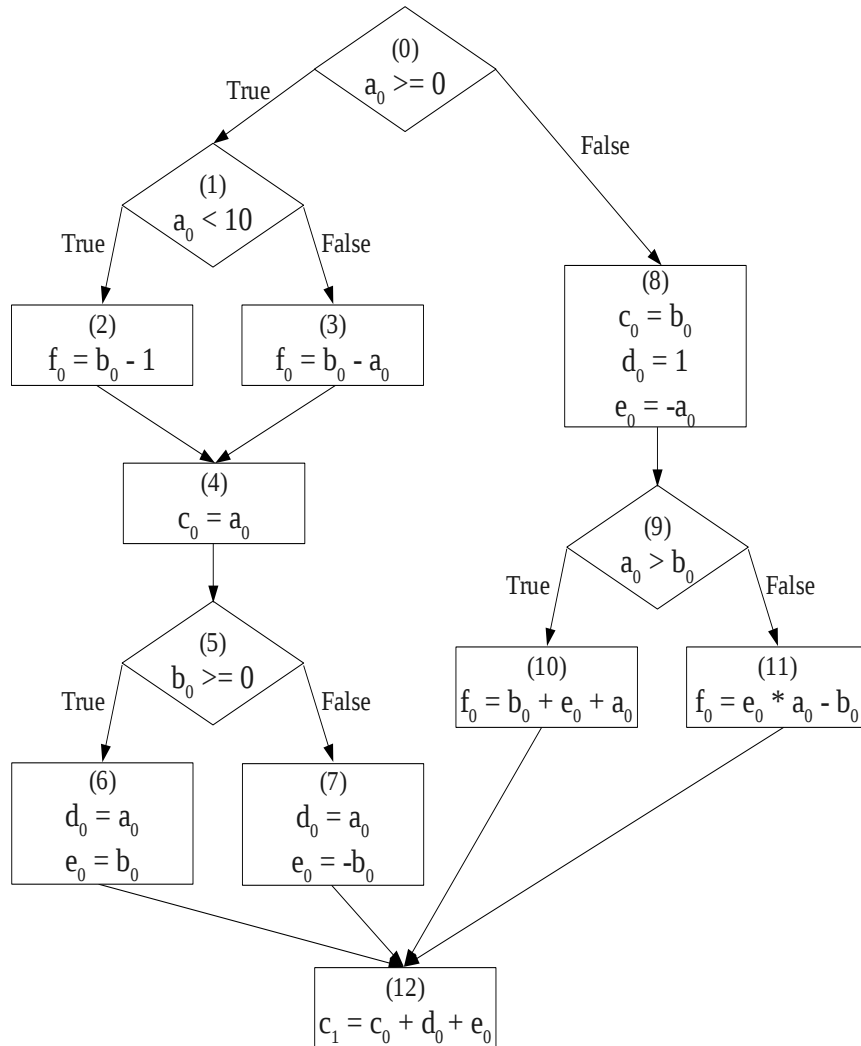 (0)
a₀ >= 0
True
False
(1)
a₀ < 10
True
False
(2)
f₀ = b₀ - 1
(3)
f₀ = b₀ - a₀
(4)
c₀ = a₀
(5)
b₀ >= 0
True
False
(6)
d₀ = a₀
e₀ = b₀
(7)
d₀ = a₀
e₀ = -b₀
(8)
c₀ = b₀
d₀ = 1
e₀ = -a₀
(9)
a₀ > b₀
True
False
(10)
f₀ = b₀ + e₀ + a₀
(11)
f₀ = e₀ * a₀ - b₀
(12)
c₁ = c₀ + d₀ + e₀